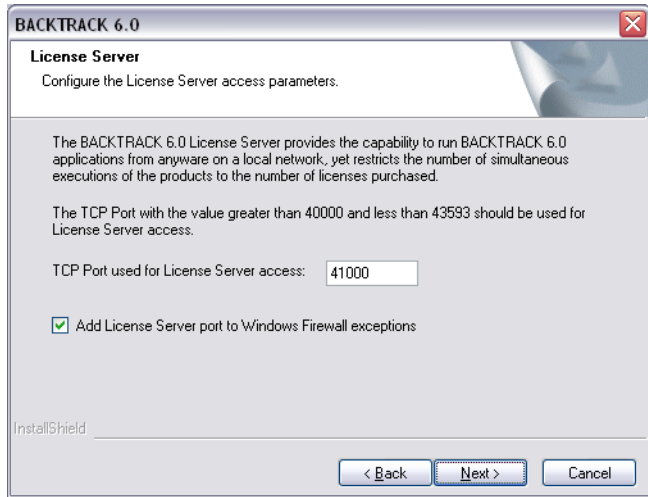 BACKTRACK 6.0
License Server
Configure the License Server access parameters.
The BACKTRACK 6.0 License Server provides the capability to run BACKTRACK 6.0
applications from anyware on a local network, yet restricts the number of simultaneous
executions of the products to the number of licenses purchased.
The TCP Port with the value greater than 40000 and less than 43593 should be used for
License Server access.
TCP Port used for License Server access: 41000
Add License Server port to Windows Firewall exceptions
InstallShield
< Back Next > Cancel